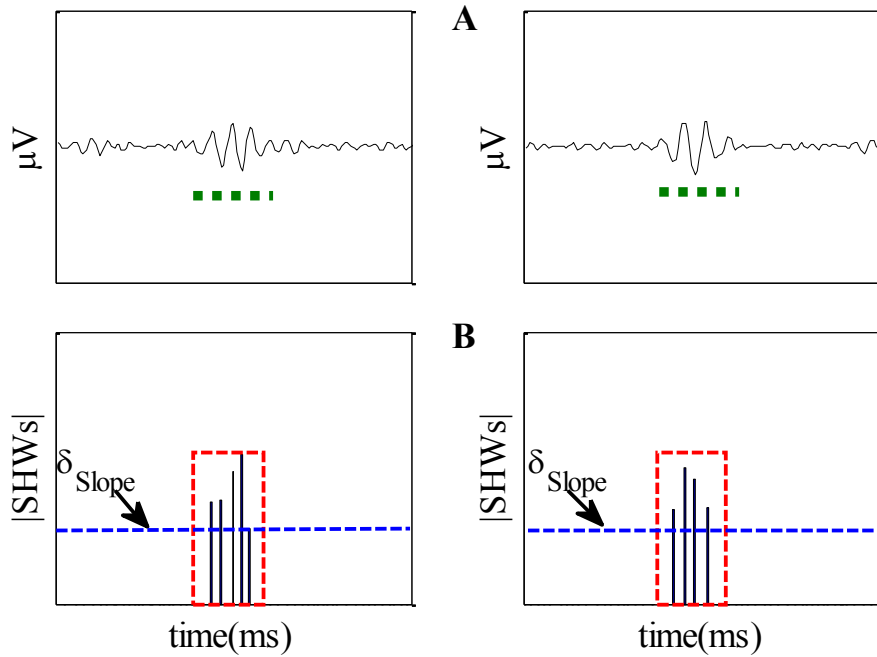 A
μV
μV
B
|SHWs|
δSlope
|SHWs|
δSlope
time(ms)
time(ms)